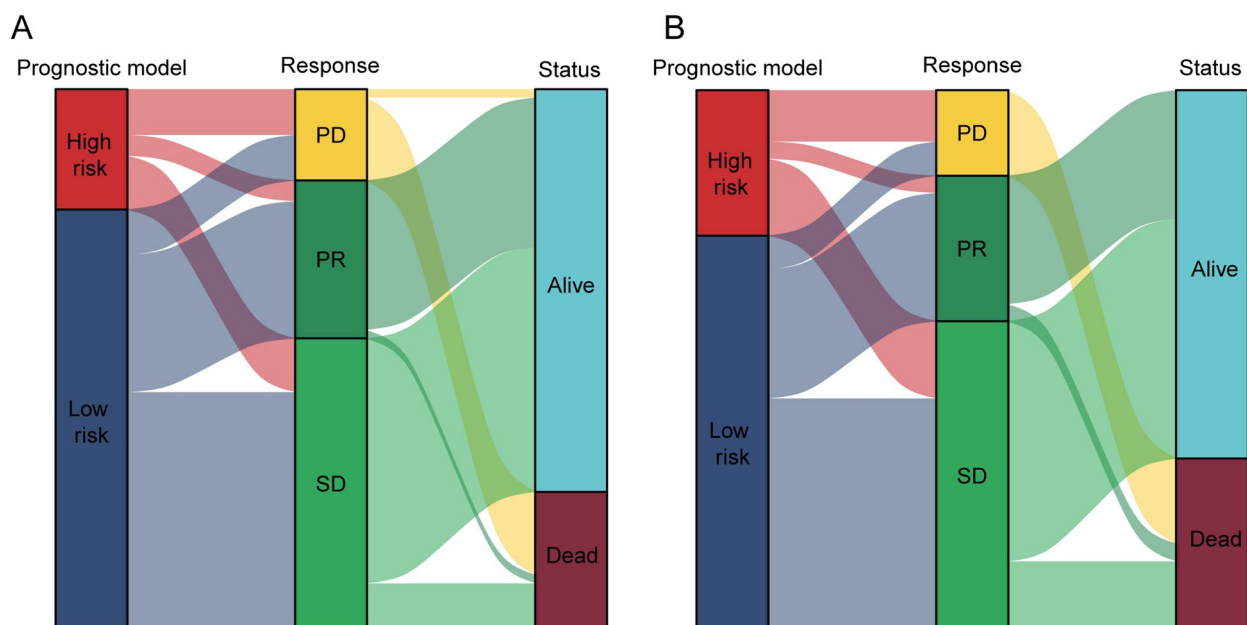 A
Prognostic model
Response
Status
High
risk
Low
risk
PD
PR
SD
Alive
Dead
B
Prognostic model
Response
Status
High
risk
Low
risk
PD
PR
SD
Alive
Dead